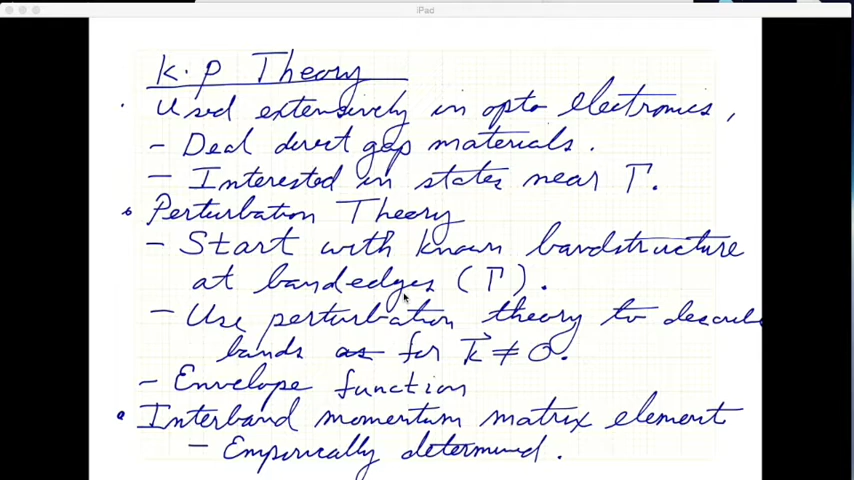 iPad
k.p Theory
. Used extensively in opto electronics,
- Deal direct gap materials.
- Interested in states near Γ.
• Perturbation Theory
- Start with known bandstructure
at bandedges (Γ).
- Use perturbation theory to describe
bands as for k⃗ ≠ 0.
- Envelope function
• Interband momentum matrix element
- Empirically determined.